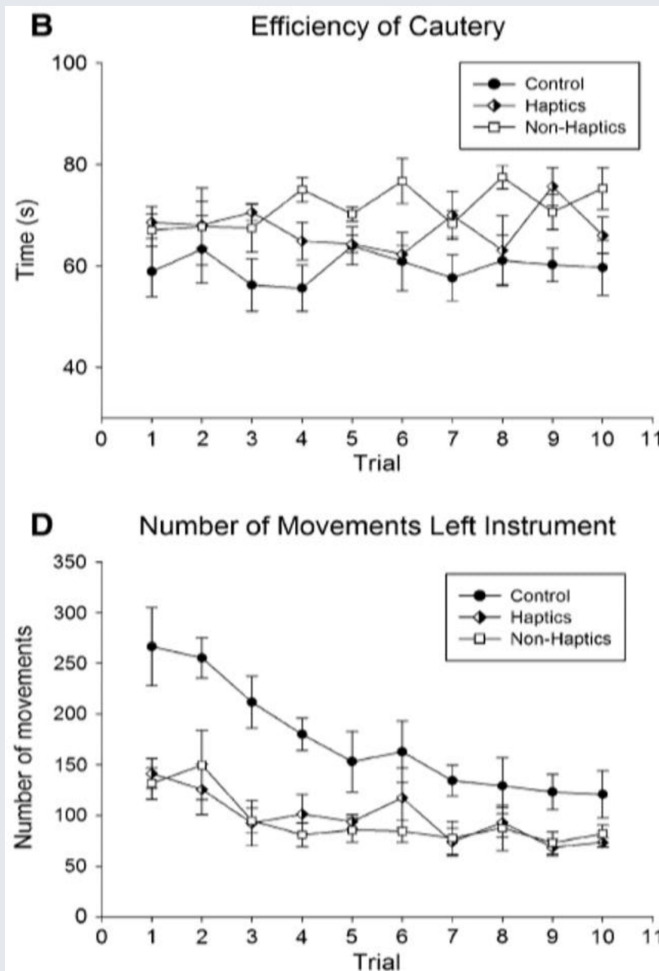 B Efficiency of Cautery
100
80
60
40
Time (s)
Control
Haptics
Non-Haptics
0 1 2 3 4 5 6 7 8 9 10 11
Trial
D Number of Movements Left Instrument
350
300
250
200
150
100
50
0
Number of movements
Control
Haptics
Non-Haptics
0 1 2 3 4 5 6 7 8 9 10 11
Trial